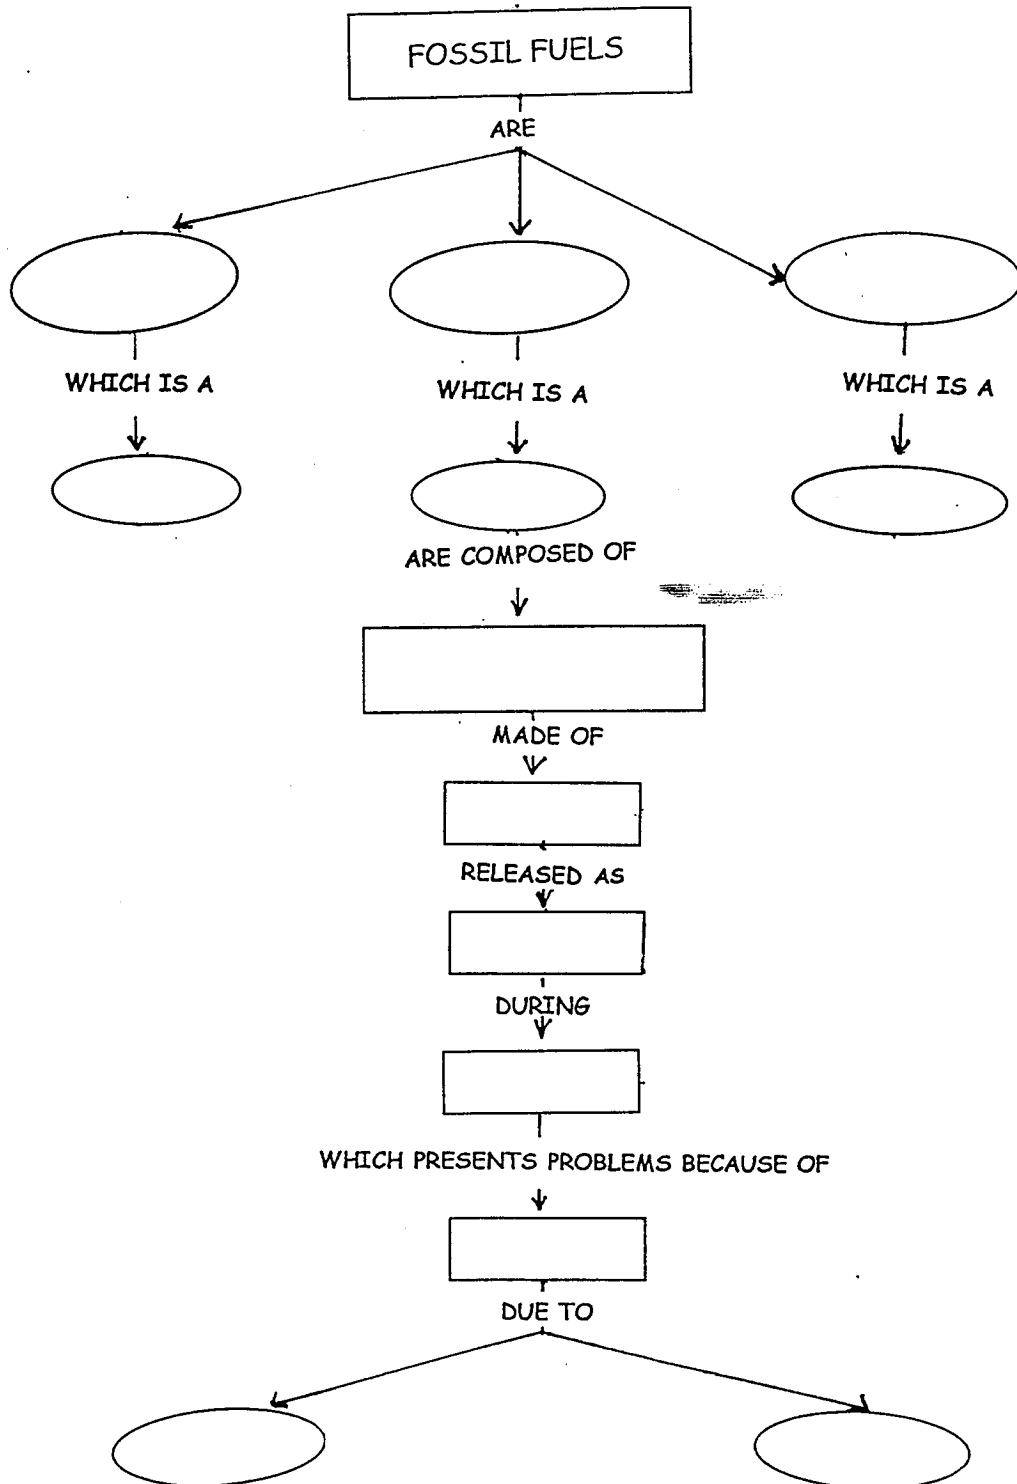 FOSSIL FUELS
ARE
WHICH IS A
WHICH IS A
WHICH IS A
ARE COMPOSED OF
MADE OF
RELEASED AS
DURING
WHICH PRESENTS PROBLEMS BECAUSE OF
DUE TO